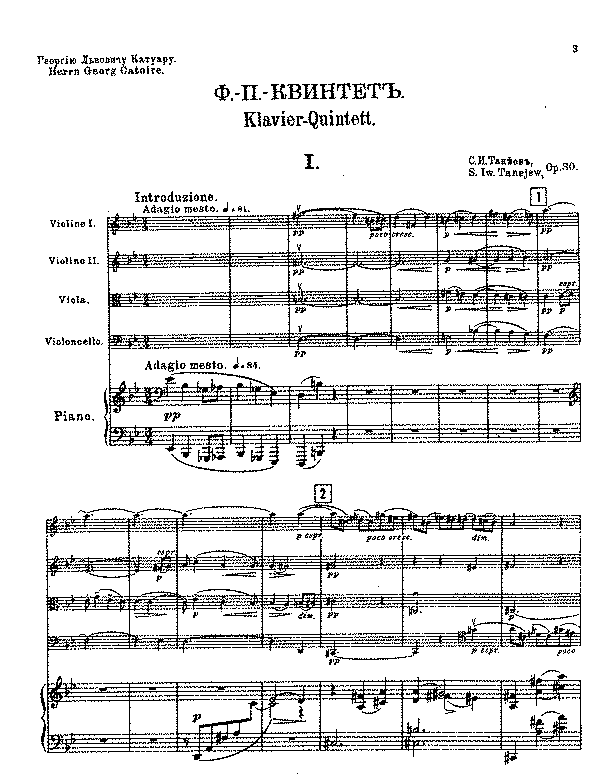 3
Георгію Львовичу Катуару.
Herrn Georg Catoire.
Ф.-П.-КВИНТЕТЪ.
Klavier-Quintett.
I.
С.И.Танѣевъ,
S. Iw. Tanejew, Op.30.
1
Introduzione.
Adagio mesto.
Violine I.
pp
poco cresc.
p
pp
Violine II.
pp
p
pp
espr.
Viola.
pp
p
pp
p
Violoncello.
pp
p
pp
Adagio mesto.
Piano.
pp
2
p espr.
poco cresc.
dim.
espr.
p
pp
p
dim.
pp
p
pp
p espr.
poco
p